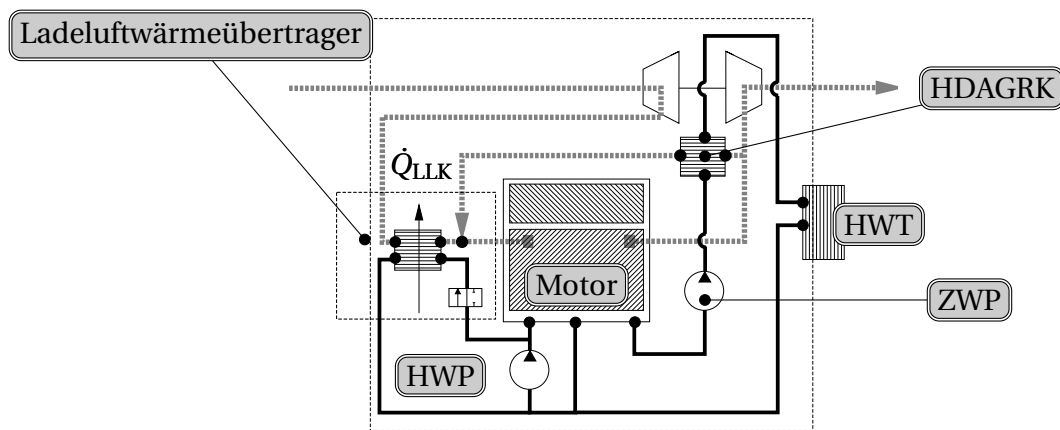 Ladeluftwärmeübertrager
HDAGRK
Q̇LLK
HWT
Motor
ZWP
HWP